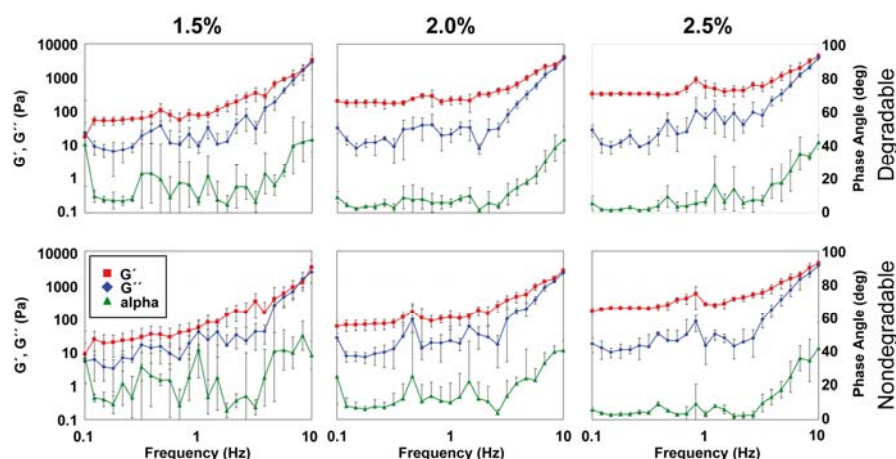 1.5% 2.0% 2.5%
10000
1000
100
10
1
0.1
G´, G´´ (Pa)
100
80
60
40
20
0
Phase Angle (deg)
Degradable
G´
G´´
alpha
10000
1000
100
10
1
0.1
G´, G´´ (Pa)
100
80
60
40
20
0
Phase Angle (deg)
Nondegradable
0.1 1 10 0.1 1 10 0.1 1 10
Frequency (Hz) Frequency (Hz) Frequency (Hz)